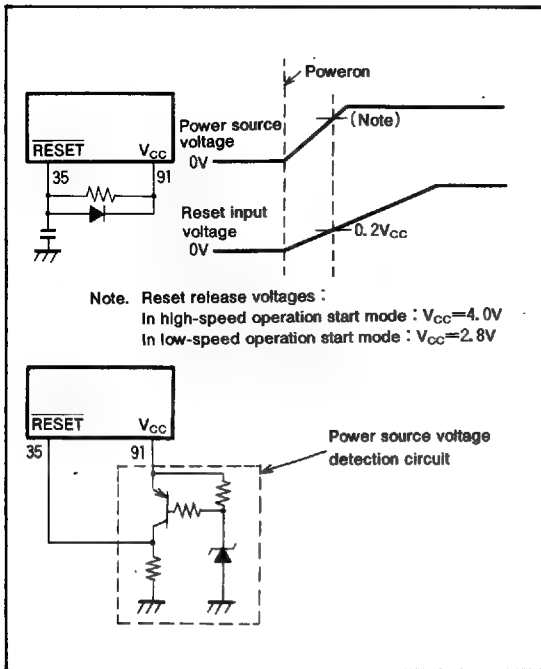 Poweron
Power source
voltage
(Note)
0V
RESET
VCC
35
91
Reset input
voltage
0V
0.2VCC
Note. Reset release voltages :
In high-speed operation start mode : VCC=4.0V
In low-speed operation start mode : VCC=2.8V
RESET
VCC
35
91
Power source voltage
detection circuit